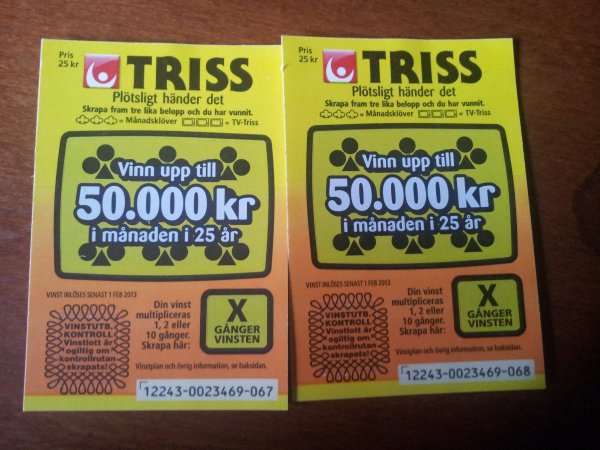 Pris
25 kr
TRISS
Plötsligt händer det
Skrapa fram tre lika belopp och du har vunnit.
= Månadsklöver = TV-Triss
Vinn upp till
50.000 kr
i månaden i 25 år
VINST INLÖSES SENAST 1 FEB 2013
VINSTUTB.
KONTROLL
Vinstlott är
ogiltig om
kontrollrutan
skrapats!
Din vinst
multipliceras
1, 2 eller
10 gånger.
Skrapa här:
X
GÅNGER
VINSTEN
Vinstplan och övrig information, se baksidan.
12243-0023469-067
Pris
25 kr
TRISS
Plötsligt händer det
Skrapa fram tre lika belopp och du har vunnit.
= Månadsklöver = TV-Triss
Vinn upp till
50.000 kr
i månaden i 25 år
VINST INLÖSES SENAST 1 FEB 2013
VINSTUTB.
KONTROLL
Vinstlott är
ogiltig om
kontrollrutan
skrapats!
Din vinst
multipliceras
1, 2 eller
10 gånger.
Skrapa här:
X
GÅNGER
VINSTEN
Vinstplan och övrig information, se baksidan.
12243-0023469-068